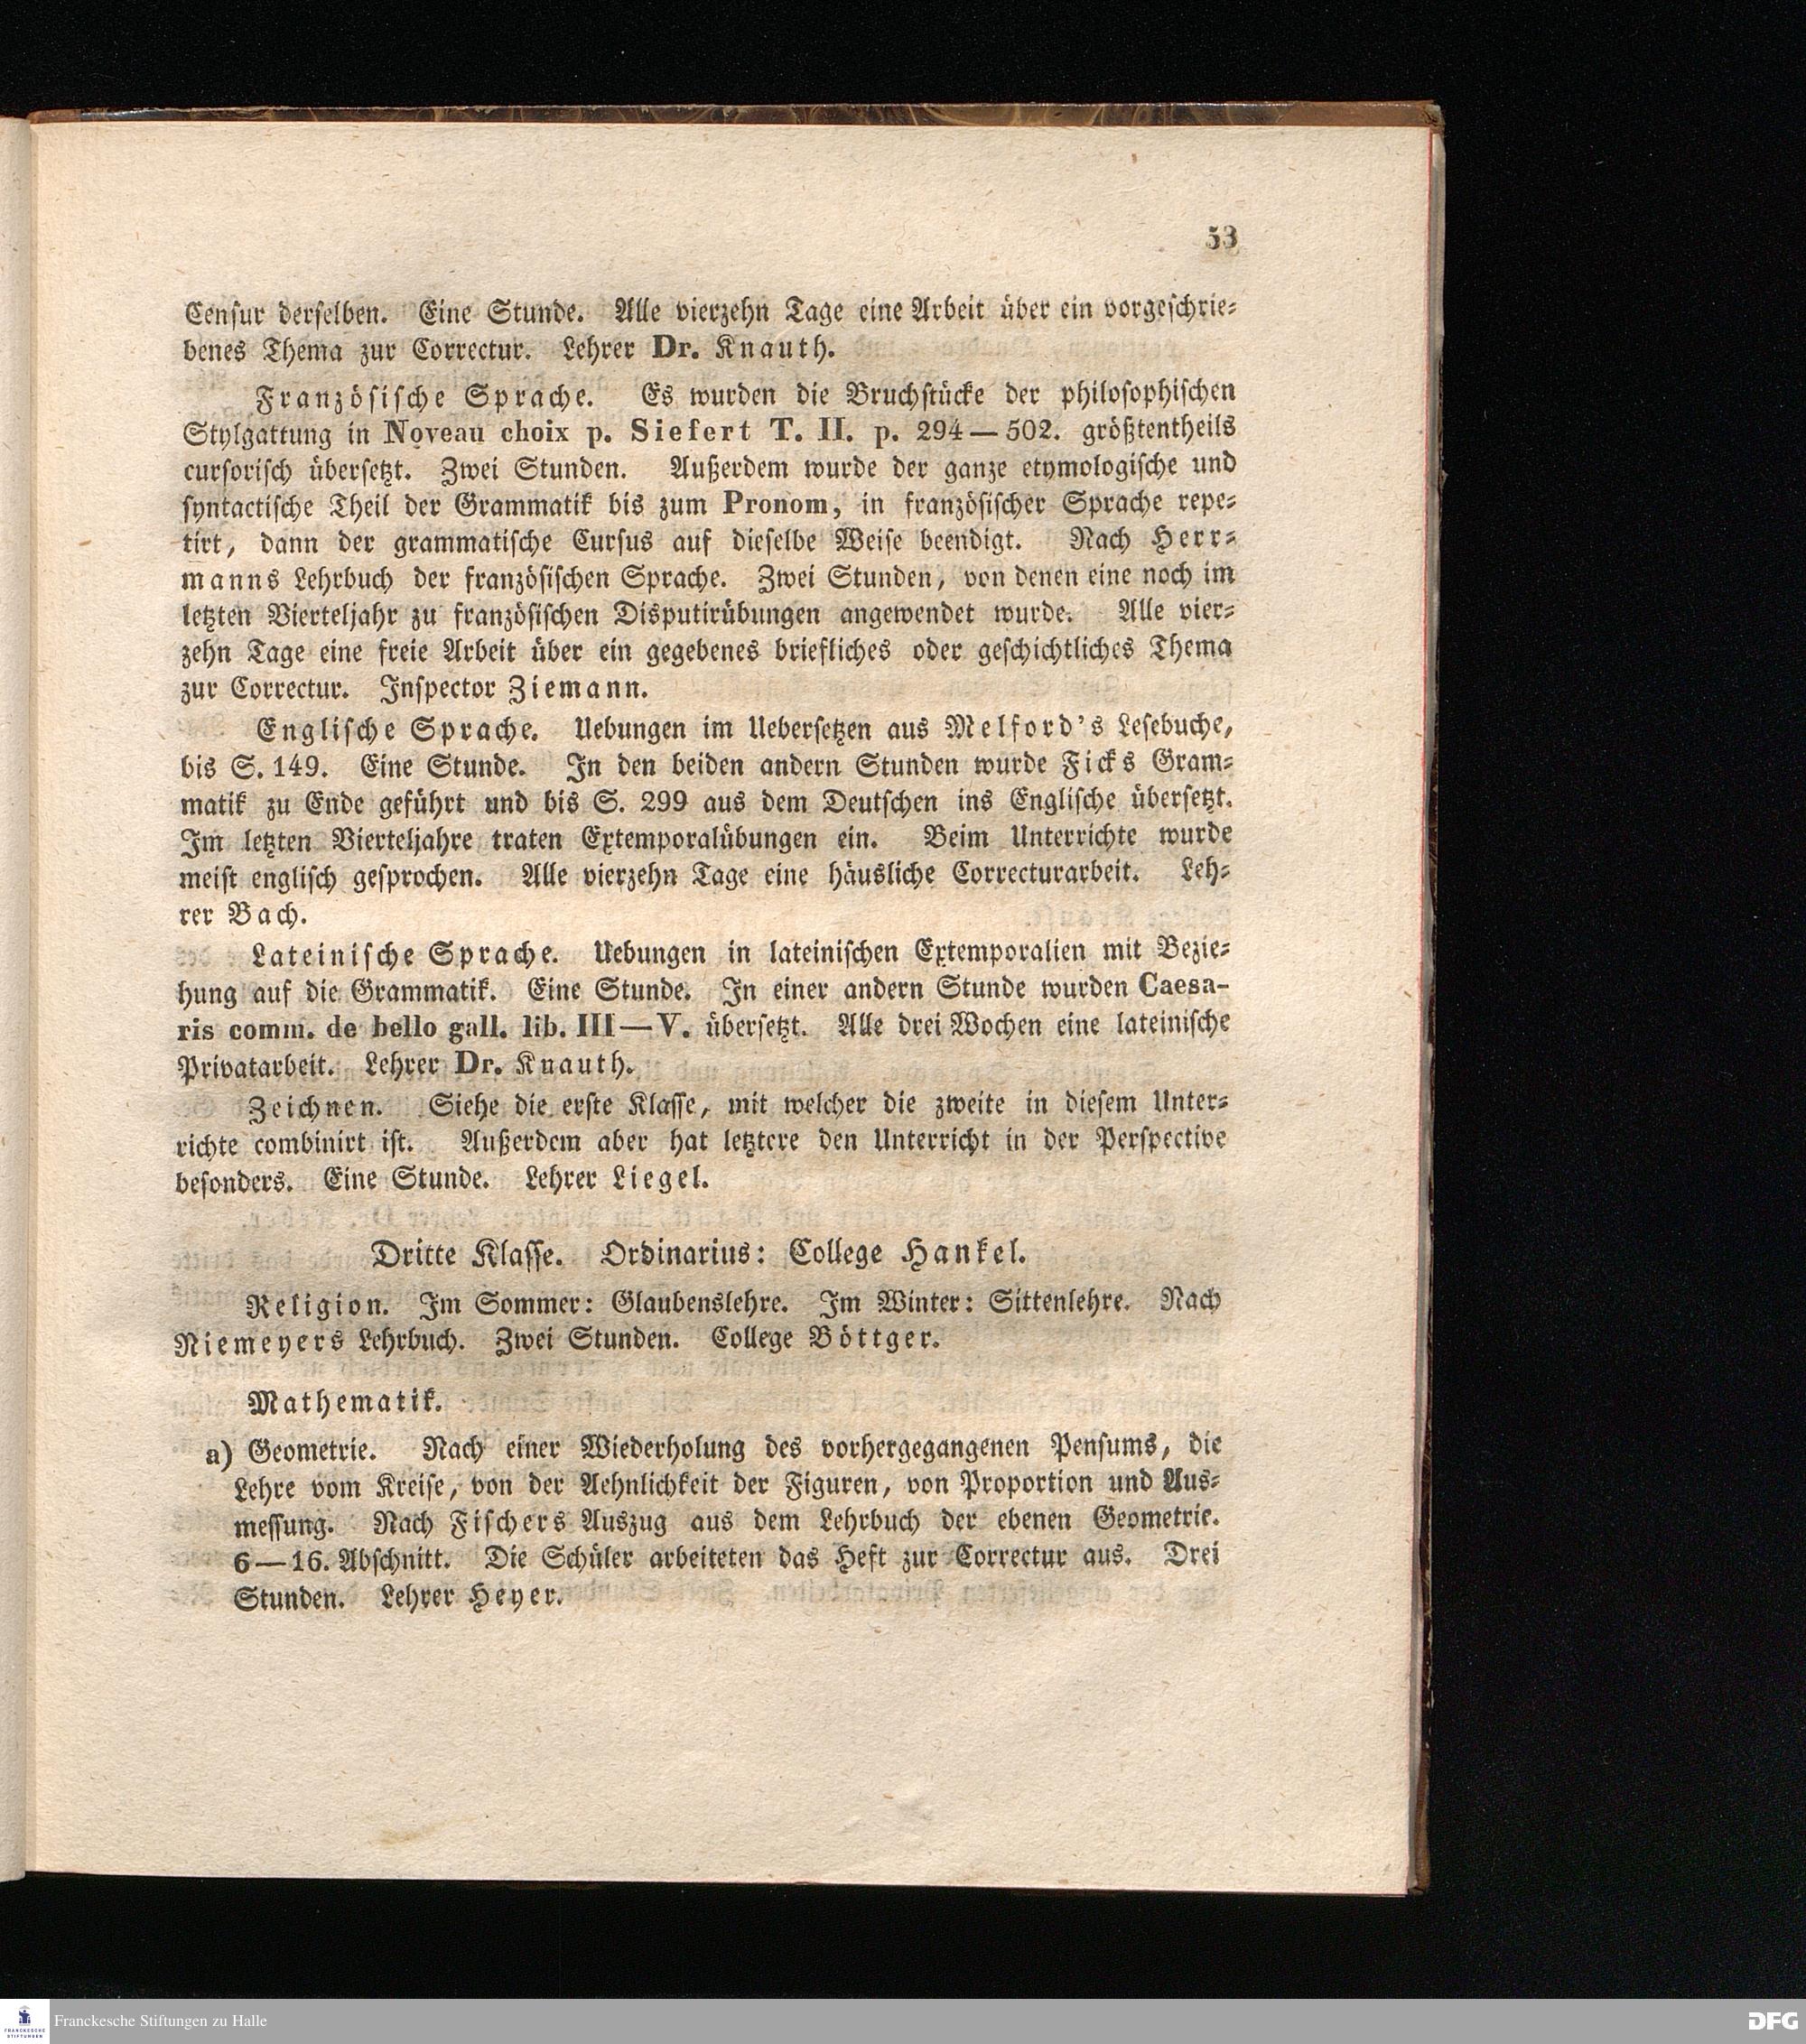 53
Censur derselben. Eine Stunde. Alle vierzehn Tage eine Arbeit über ein vorgeschrie-
benes Thema zur Correctur. Lehrer Dr. Knauth.
Französische Sprache. Es wurden die Bruchstücke der philosophischen
Stylgattung in Noveau choix p. Siefert T. II. p. 294—502. größtentheils
cursorisch übersetzt. Zwei Stunden. Außerdem wurde der ganze etymologische und
syntactische Theil der Grammatik bis zum Pronom, in französischer Sprache repe-
tirt, dann der grammatische Cursus auf dieselbe Weise beendigt. Nach Herr-
manns Lehrbuch der französischen Sprache. Zwei Stunden, von denen eine noch im
letzten Vierteljahr zu französischen Disputirübungen angewendet wurde. Alle vier-
zehn Tage eine freie Arbeit über ein gegebenes briefliches oder geschichtliches Thema
zur Correctur. Inspector Ziemann.
Englische Sprache. Uebungen im Uebersetzen aus Melford's Lesebuche,
bis S. 149. Eine Stunde. In den beiden andern Stunden wurde Ficks Gram-
matik zu Ende geführt und bis S. 299 aus dem Deutschen ins Englische übersetzt.
Im letzten Vierteljahre traten Extemporalübungen ein. Beim Unterrichte wurde
meist englisch gesprochen. Alle vierzehn Tage eine häusliche Correcturarbeit. Leh-
rer Bach.
Lateinische Sprache. Uebungen in lateinischen Extemporalien mit Bezie-
hung auf die Grammatik. Eine Stunde. In einer andern Stunde wurden Caesa-
ris comm. de bello gall. lib. III—V. übersetzt. Alle drei Wochen eine lateinische
Privatarbeit. Lehrer Dr. Knauth.
Zeichnen. Siehe die erste Klasse, mit welcher die zweite in diesem Unter-
richte combinirt ist. Außerdem aber hat letztere den Unterricht in der Perspective
besonders. Eine Stunde. Lehrer Liegel.
Dritte Klasse. Ordinarius: College Hankel.
Religion. Im Sommer: Glaubenslehre. Im Winter: Sittenlehre. Nach
Niemeyers Lehrbuch. Zwei Stunden. College Böttger.
Mathematik.
a) Geometrie. Nach einer Wiederholung des vorhergegangenen Pensums, die
Lehre vom Kreise, von der Aehnlichkeit der Figuren, von Proportion und Aus-
messung. Nach Fischers Auszug aus dem Lehrbuch der ebenen Geometrie.
6—16. Abschnitt. Die Schüler arbeiteten das Heft zur Correctur aus. Drei
Stunden. Lehrer Heyer.
FRANCKESCHE
STIFTUNGEN
Franckesche Stiftungen zu Halle
DFG